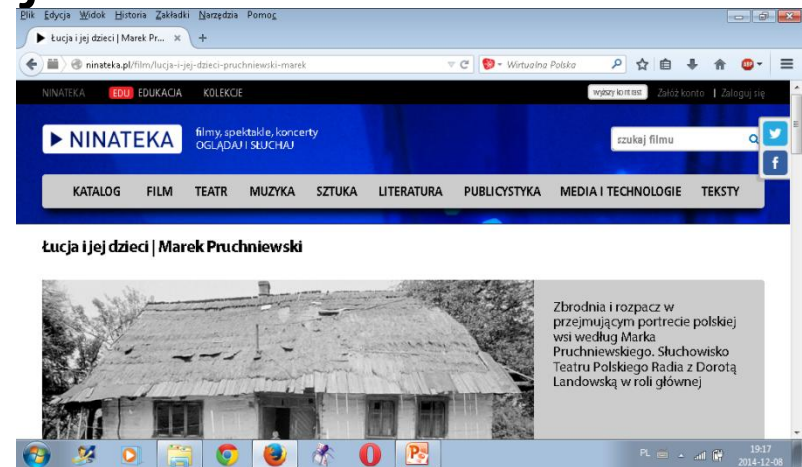 Plik Edycja Widok Historia Zakładki Narzędzia Pomoc
Łucja i jej dzieci | Marek Pr... × +
ninateka.pl/film/lucja-i-jej-dzieci-pruchniewski-marek
Wirtualna Polska
NINATEKA EDU EDUKACJA KOLEKCJE wyższy kontrast Załóż konto | Zaloguj się
NINATEKA
filmy, spektakle, koncerty
OGLĄDAJ I SŁUCHAJ
szukaj filmu
KATALOG FILM TEATR MUZYKA SZTUKA LITERATURA PUBLICYSTYKA MEDIA I TECHNOLOGIE TEKSTY
Łucja i jej dzieci | Marek Pruchniewski
Zbrodnia i rozpacz w
przejmującym portrecie polskiej
wsi według Marka
Pruchniewskiego. Słuchowisko
Teatru Polskiego Radia z Dorotą
Landowską w roli głównej
PL 19:17
2014-12-08